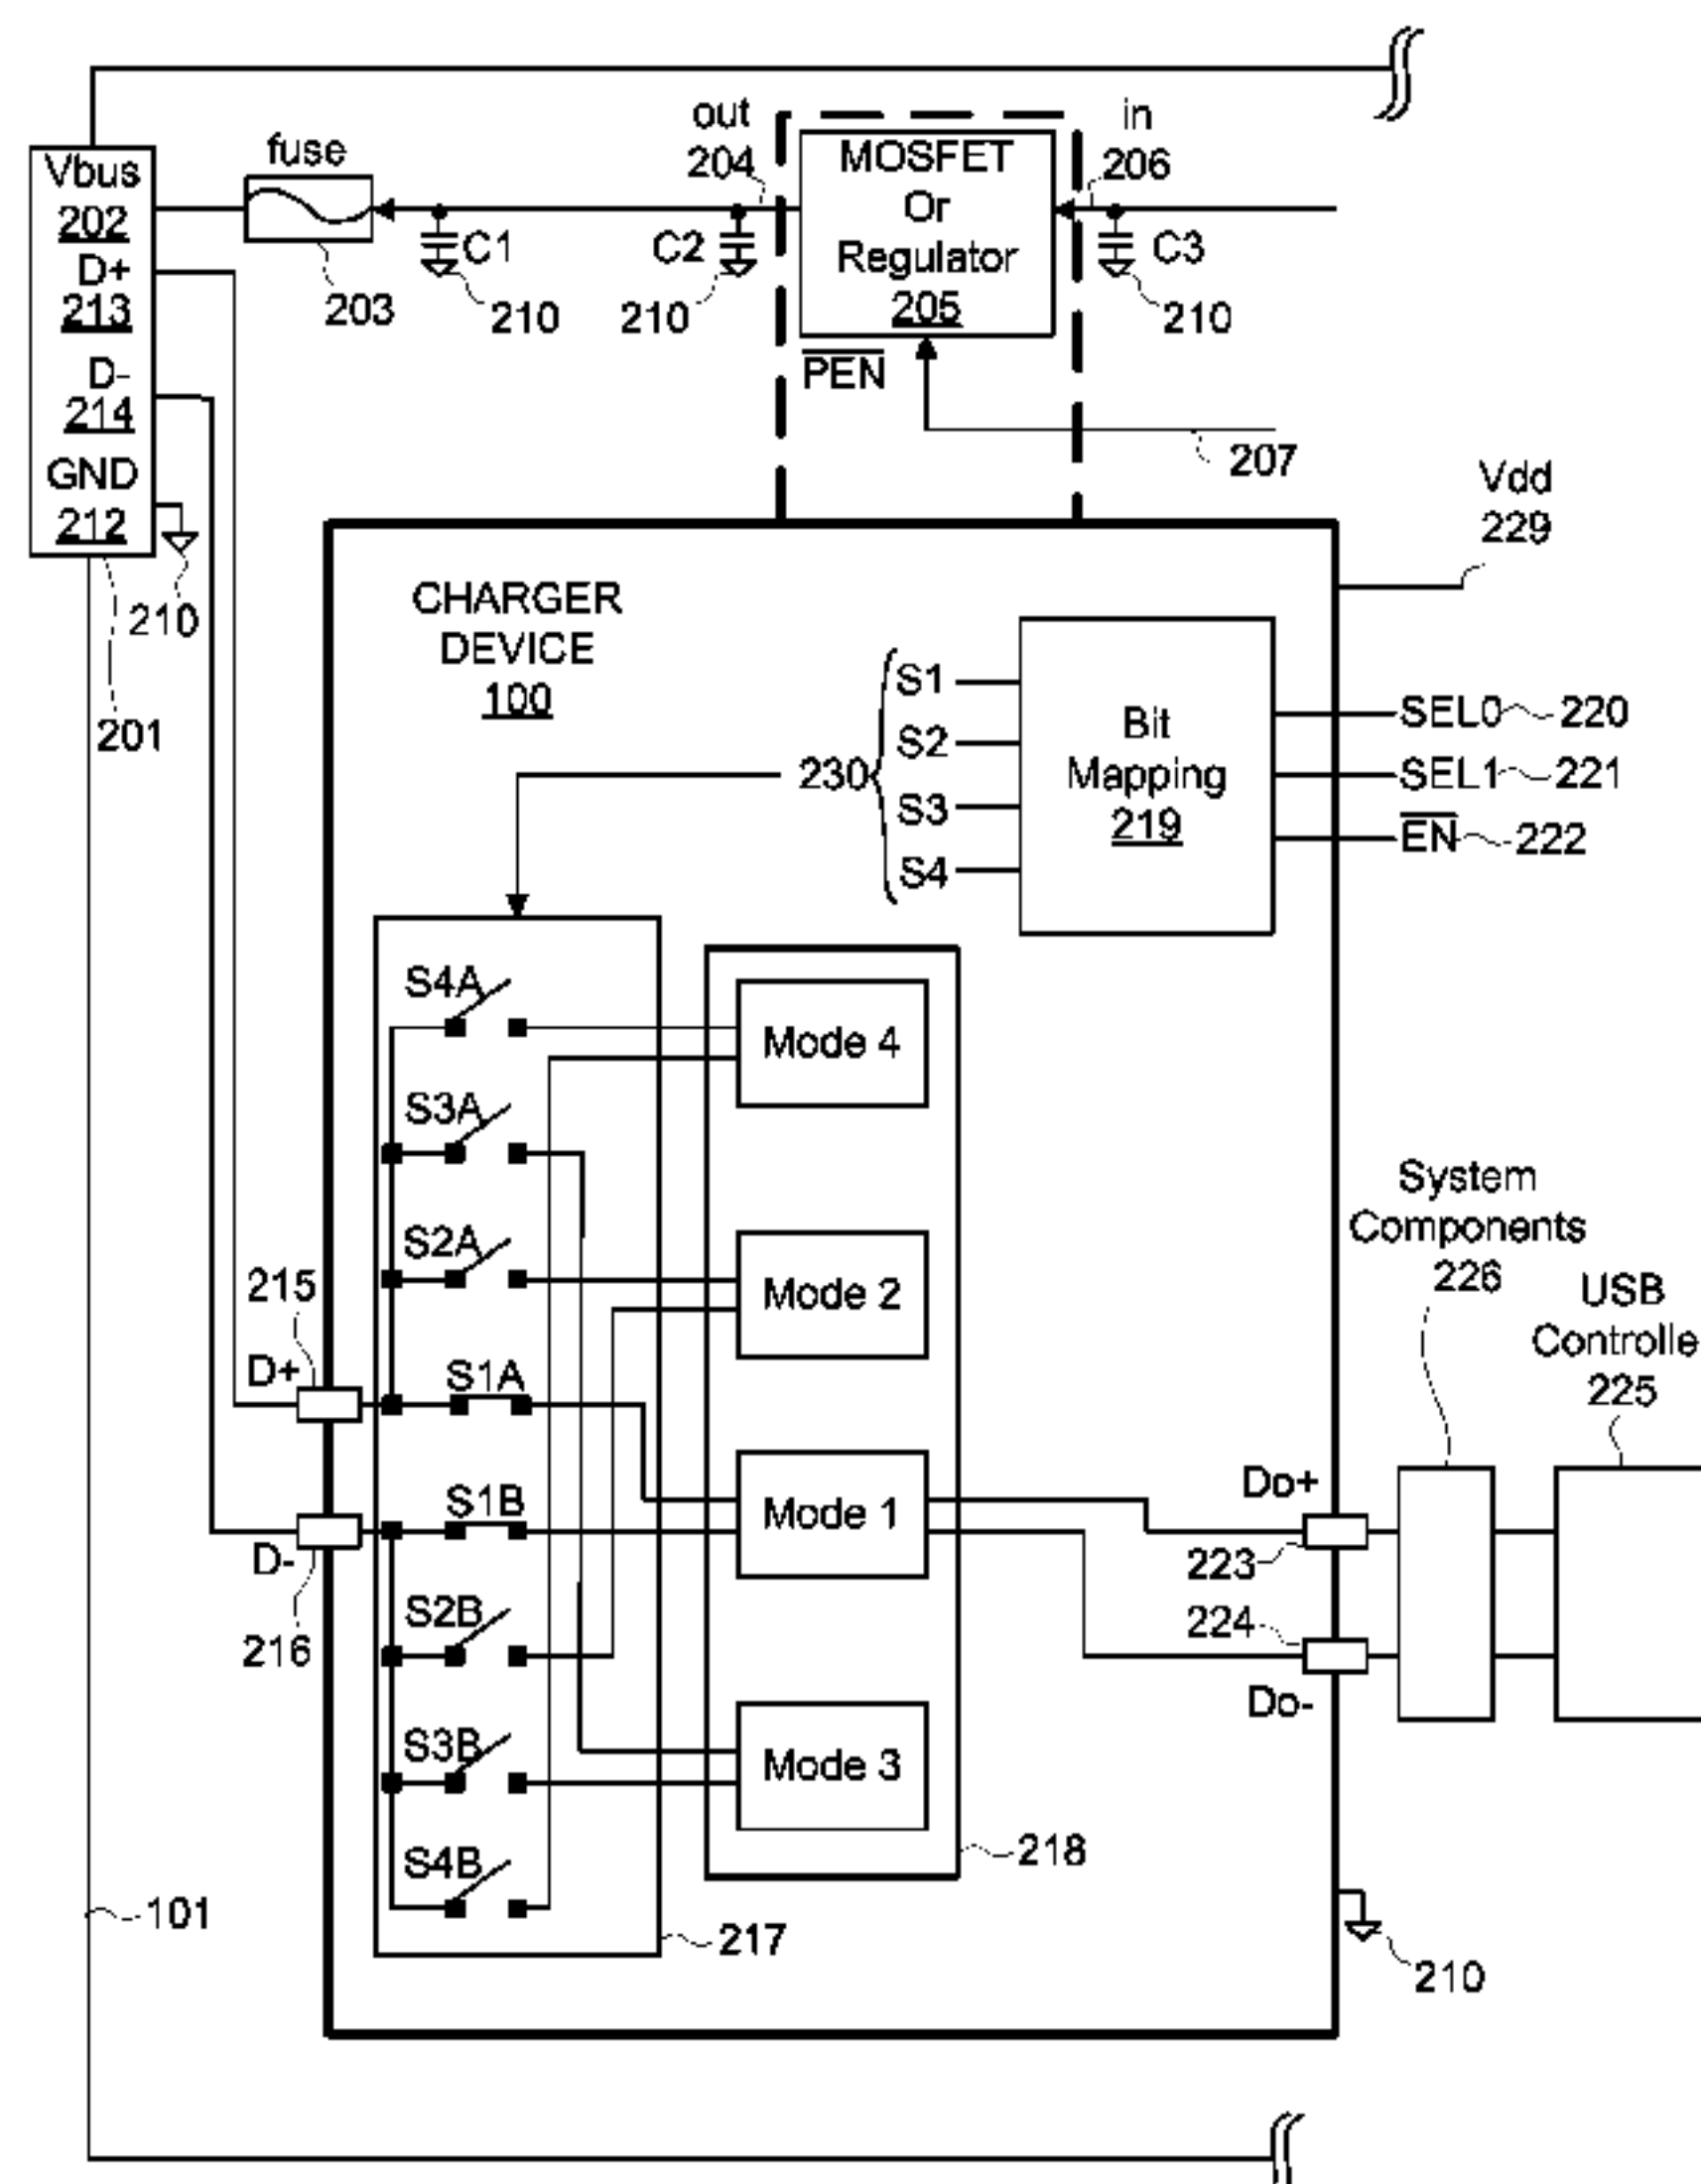 out
204
in
206
fuse
203
Vbus
202
D+
213
D-
214
GND
212
210
201
C1
210
C2
210
MOSFET
Or
Regulator
205
C3
210
PEN
207
Vdd
229
CHARGER
DEVICE
100
230
S1
S2
S3
S4
Bit
Mapping
219
SEL0 220
SEL1 221
EN 222
S4A
S3A
S2A
S1A
S1B
S2B
S3B
S4B
Mode 4
Mode 2
Mode 1
Mode 3
215
D+
D-
216
217
218
Do+
223
224
Do-
System
Components
226
USB
Controlle
225
210
101